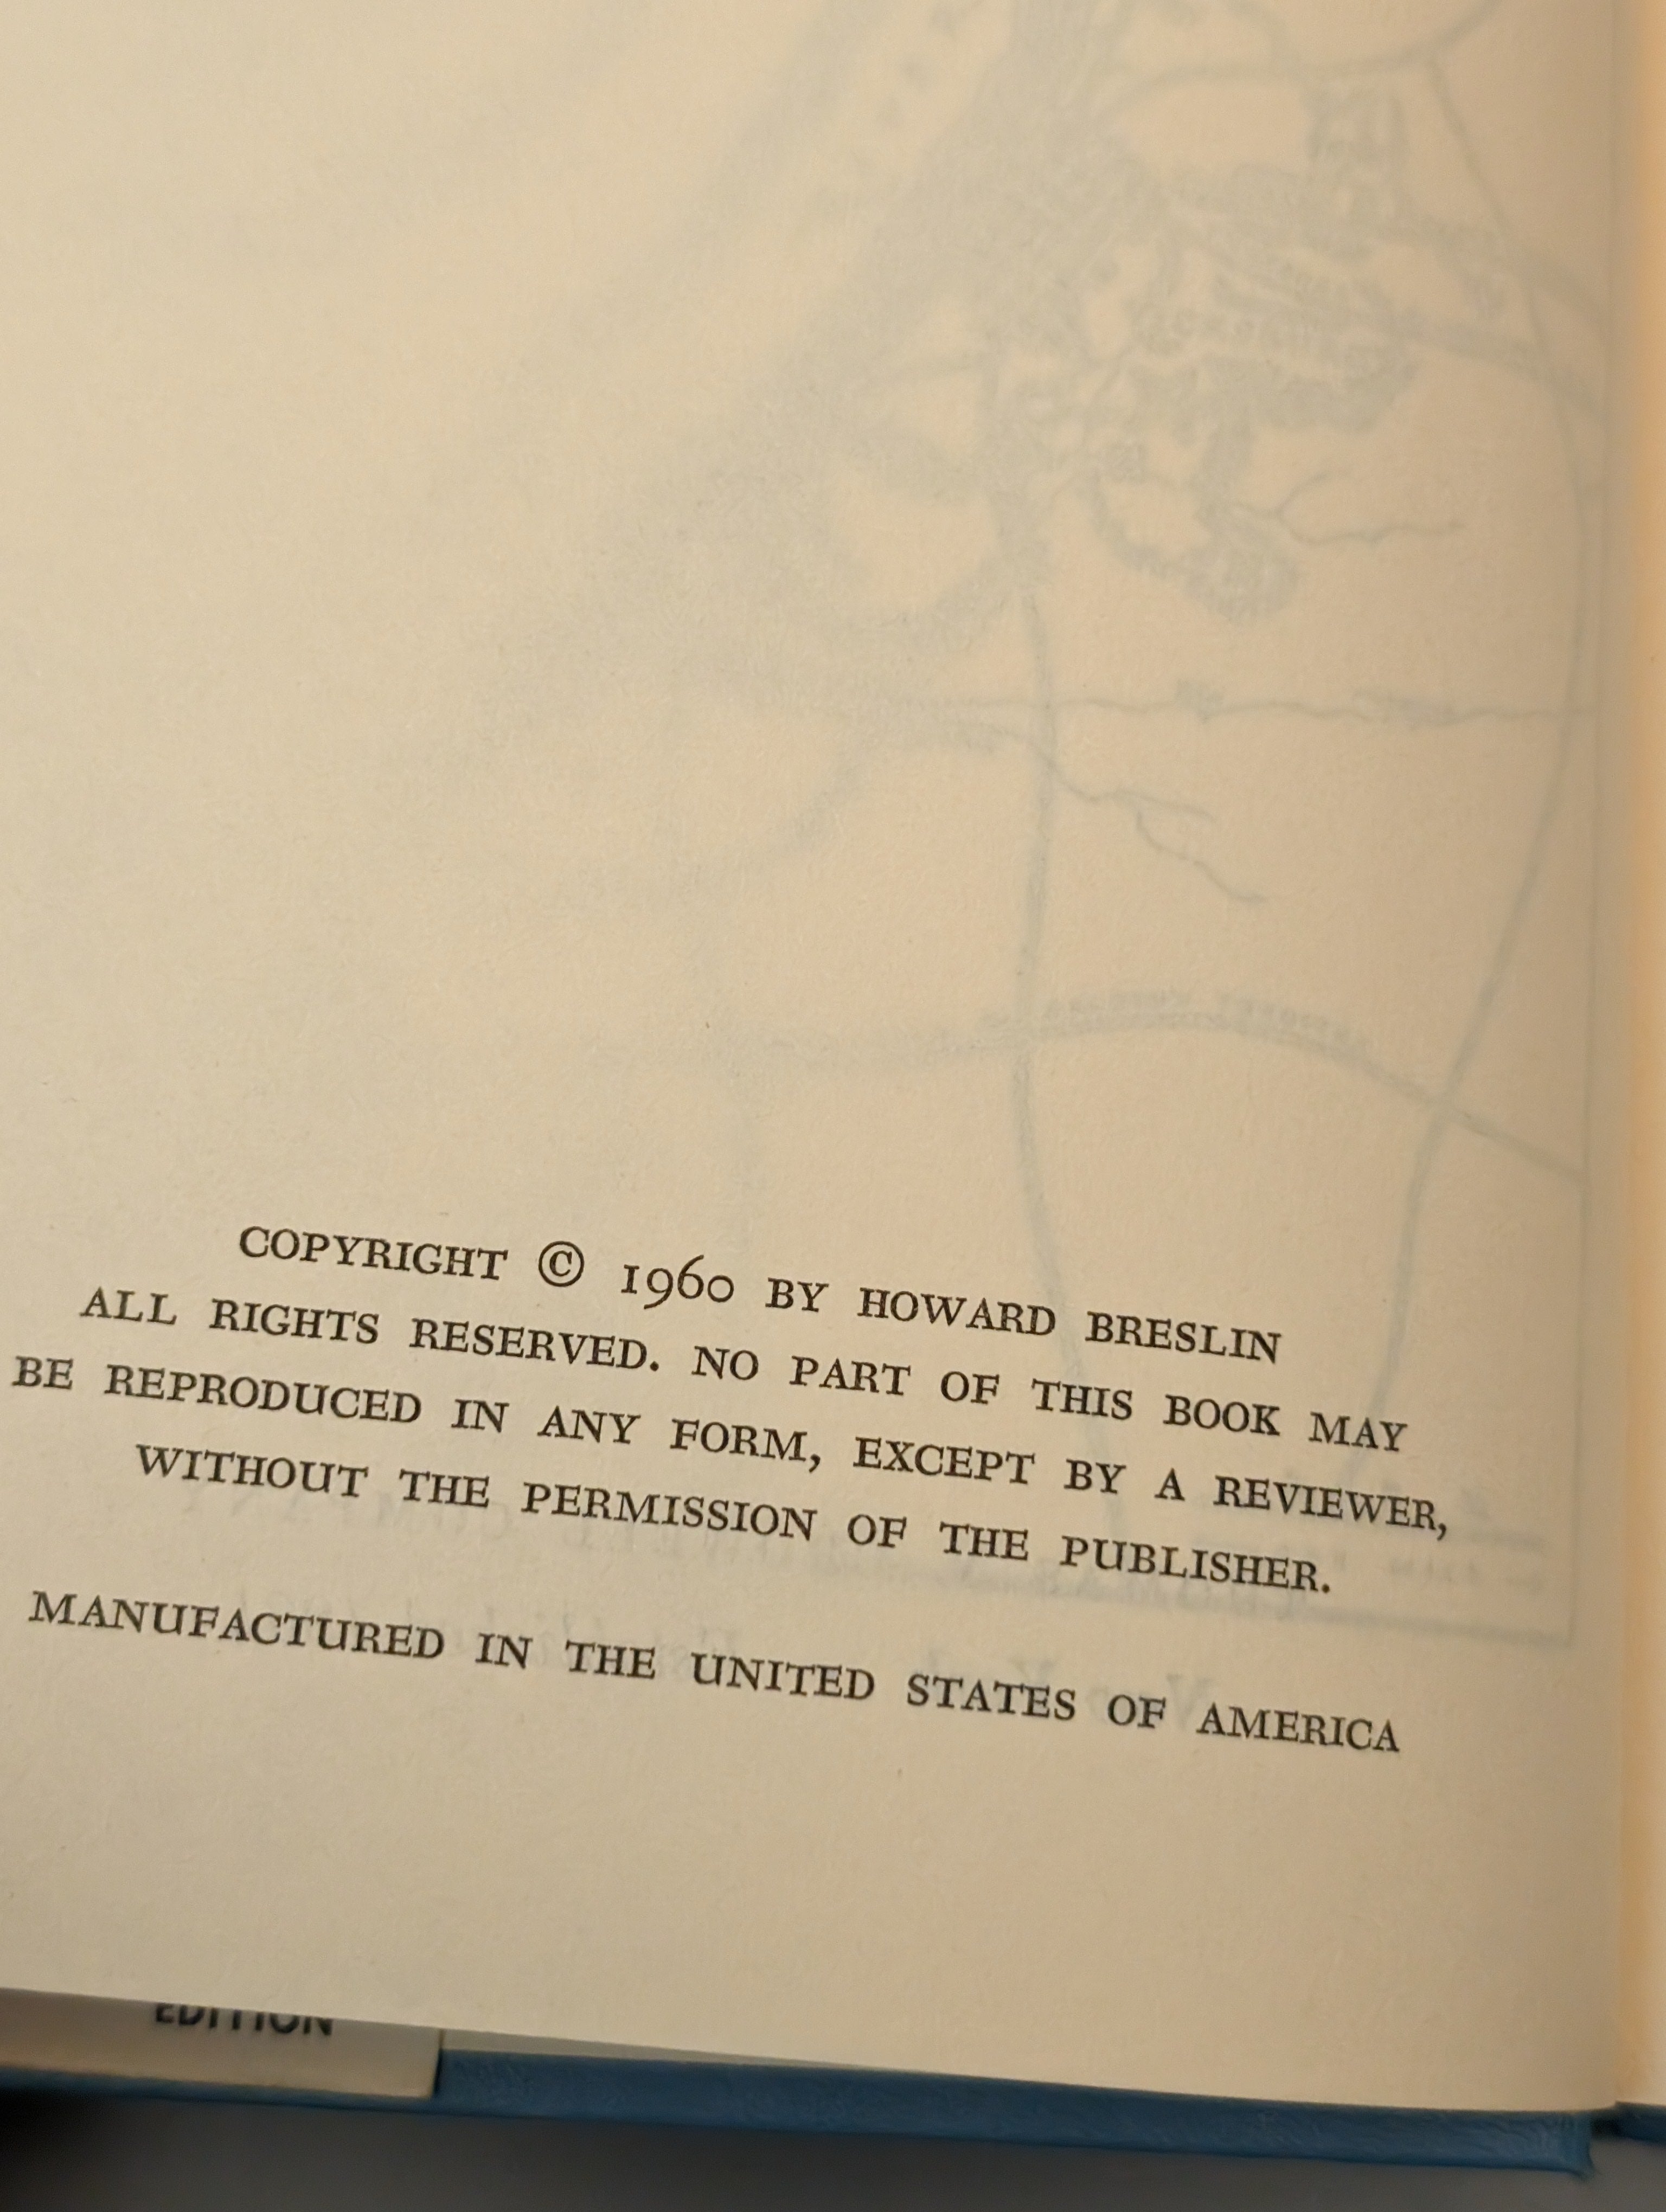 COPYRIGHT © 1960 BY HOWARD BRESLIN
ALL RIGHTS RESERVED. NO PART OF THIS BOOK MAY
BE REPRODUCED IN ANY FORM, EXCEPT BY A REVIEWER,
WITHOUT THE PERMISSION OF THE PUBLISHER.
MANUFACTURED IN THE UNITED STATES OF AMERICA
EDITION